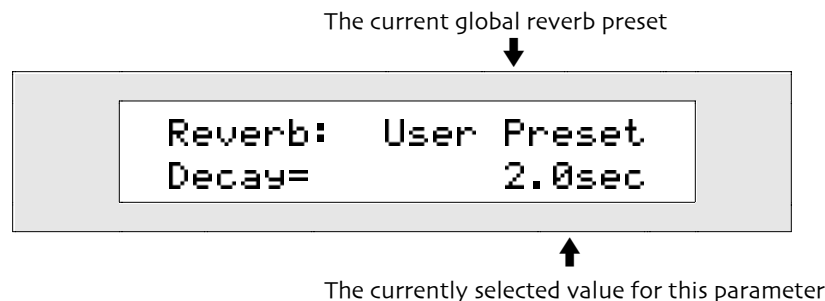 The current global reverb preset
Reverb: User Preset
Decay= 2.0sec
The currently selected value for this parameter